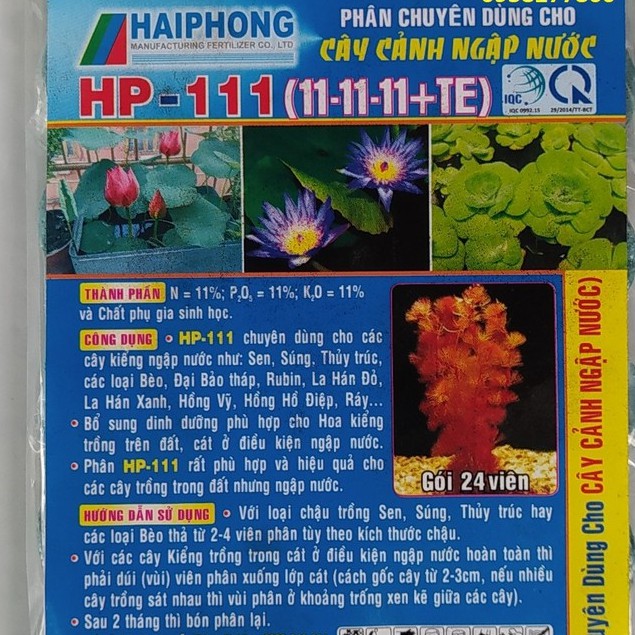 HAIPHONG
MANUFACTURING FERTILIZER CO., LTD
PHÂN CHUYÊN DÙNG CHO
CÂY CẢNH NGẬP NƯỚC
HP-111 (11-11-11+TE)
IQC
IQC 0992.15
29/2014/TT-BCT
THÀNH PHẦN N = 11%; P₂O₅ = 11%; K₂O = 11%
và Chất phụ gia sinh học.
CÔNG DỤNG • HP-111 chuyên dùng cho các
cây kiểng ngập nước như: Sen, Súng, Thủy trúc,
các loại Bèo, Đại Bảo tháp, Rubin, La Hán Đỏ,
La Hán Xanh, Hồng Vỹ, Hồng Hồ Điệp, Ráy...
• Bổ sung dinh dưỡng phù hợp cho Hoa kiểng
trồng trên đất, cát ở điều kiện ngập nước.
• Phân HP-111 rất phù hợp và hiệu quả cho
các cây trồng trong đất nhưng ngập nước.
Gói 24 viên
HƯỚNG DẪN SỬ DỤNG • Với loại chậu trồng Sen, Súng, Thủy trúc hay
các loại Bèo thả từ 2-4 viên phân tùy theo kích thước chậu.
• Với các cây Kiểng trồng trong cát ở điều kiện ngập nước hoàn toàn thì
phải dúi (vùi) viên phân xuống lớp cát (cách gốc cây từ 2-3cm, nếu nhiều
cây trồng sát nhau thì vùi phân ở khoảng trống xen kẽ giữa các cây).
• Sau 2 tháng thì bón phân lại.
uyên Dùng Cho CÂY CẢNH NGẬP NƯỚC)